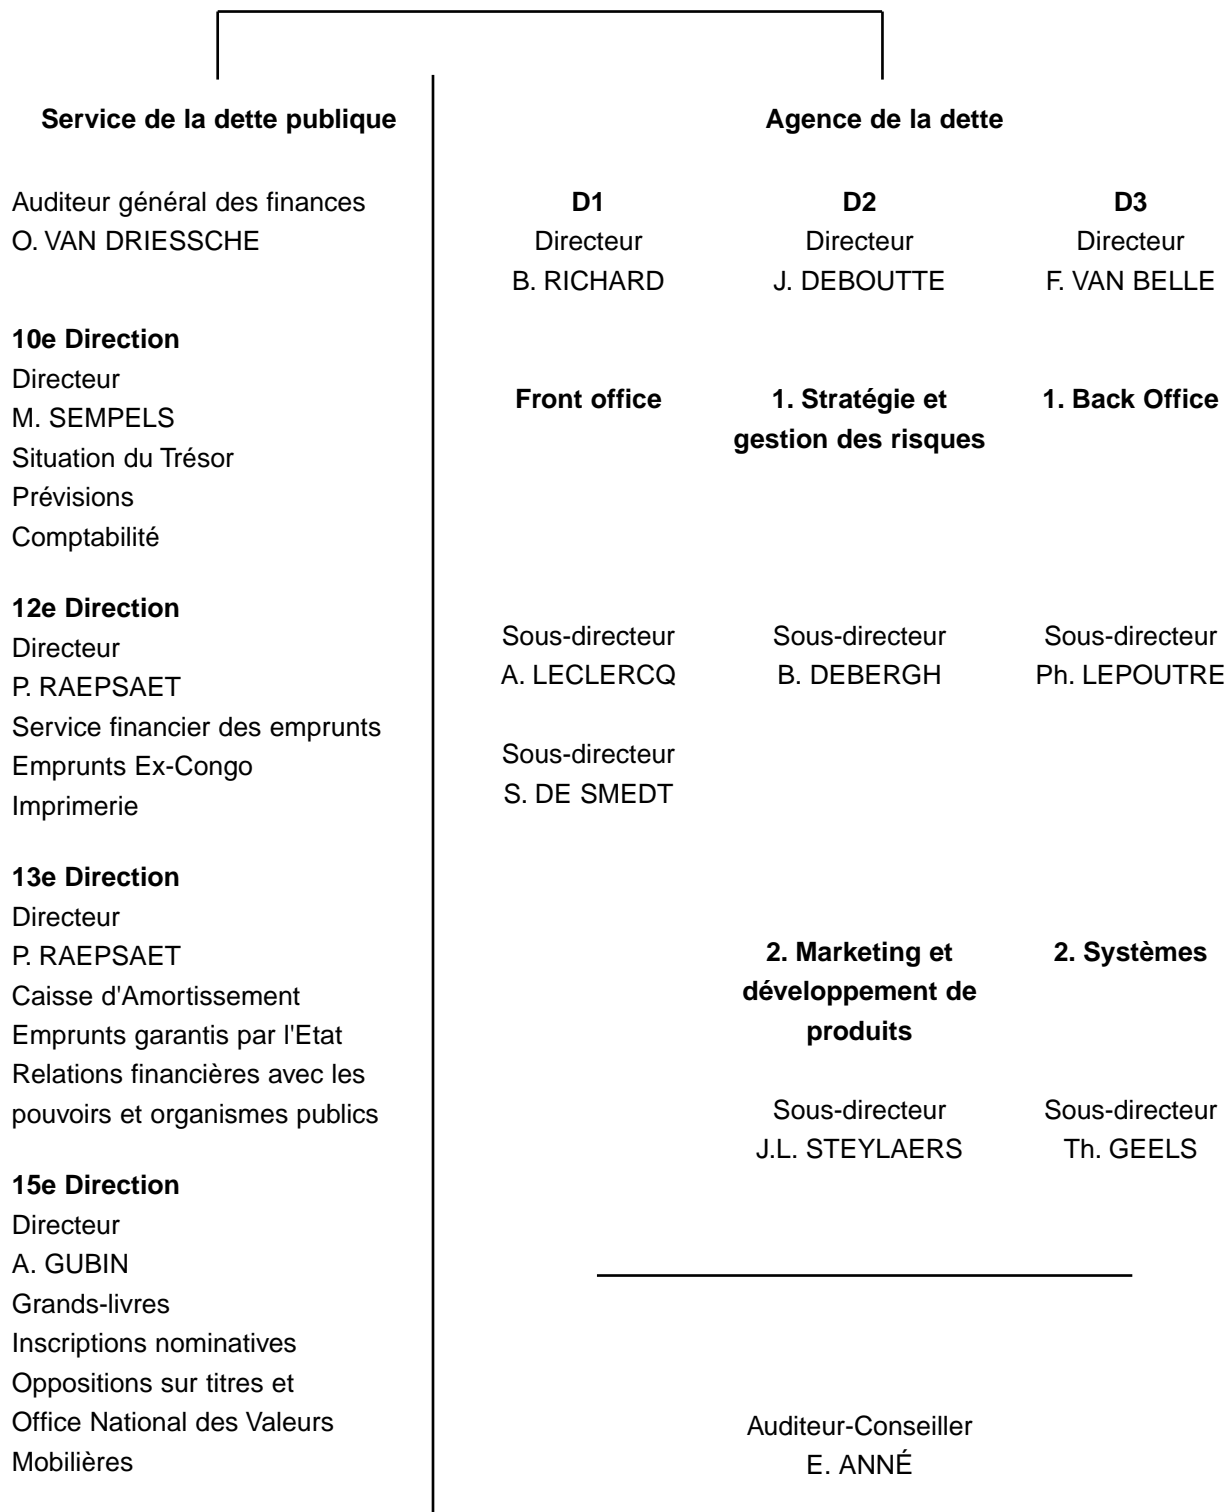 Service de la dette publique
Auditeur général des finances
O. VAN DRIESSCHE
10e Direction
Directeur
M. SEMPELS
Situation du Trésor
Prévisions
Comptabilité
12e Direction
Directeur
P. RAEPSAET
Service financier des emprunts
Emprunts Ex-Congo
Imprimerie
13e Direction
Directeur
P. RAEPSAET
Caisse d'Amortissement
Emprunts garantis par l'Etat
Relations financières avec les
pouvoirs et organismes publics
15e Direction
Directeur
A. GUBIN
Grands-livres
Inscriptions nominatives
Oppositions sur titres et
Office National des Valeurs
Mobilières
Agence de la dette
D1
Directeur
B. RICHARD
Front office
Sous-directeur
A. LECLERCQ
Sous-directeur
S. DE SMEDT
D2
Directeur
J. DEBOUTTE
1. Stratégie et
gestion des risques
Sous-directeur
B. DEBERGH
2. Marketing et
développement de
produits
Sous-directeur
J.L. STEYLAERS
D3
Directeur
F. VAN BELLE
1. Back Office
Sous-directeur
Ph. LEPOUTRE
2. Systèmes
Sous-directeur
Th. GEELS
Auditeur-Conseiller
E. ANNÉ